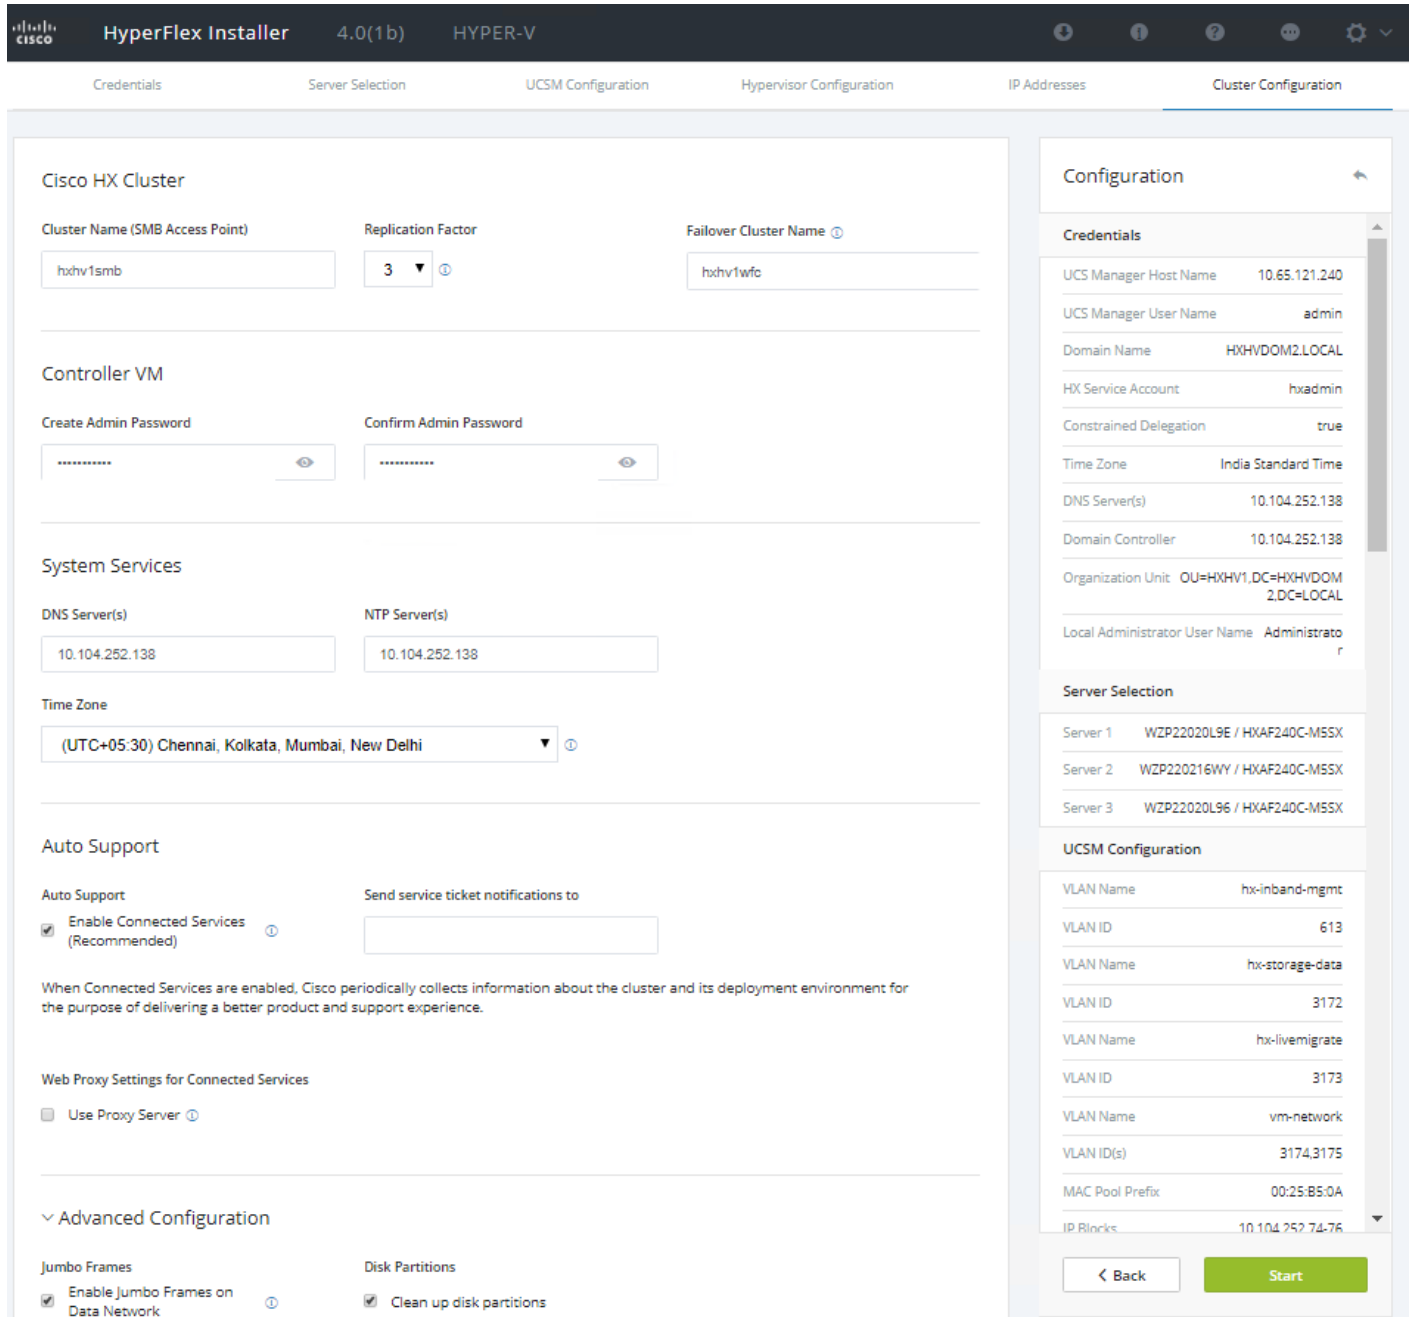 cisco
HyperFlex Installer 4.0(1b) HYPER-V
Credentials Server Selection UCSM Configuration Hypervisor Configuration IP Addresses Cluster Configuration
Cisco HX Cluster
Cluster Name (SMB Access Point) Replication Factor Failover Cluster Name
hxhv1smb 3 hxhv1wfc
Controller VM
Create Admin Password Confirm Admin Password
••••••••••• •••••••••••
System Services
DNS Server(s) NTP Server(s)
10.104.252.138 10.104.252.138
Time Zone
(UTC+05:30) Chennai, Kolkata, Mumbai, New Delhi
Auto Support
Auto Support Send service ticket notifications to
Enable Connected Services
(Recommended)
When Connected Services are enabled, Cisco periodically collects information about the cluster and its deployment environment for
the purpose of delivering a better product and support experience.
Web Proxy Settings for Connected Services
Use Proxy Server
Advanced Configuration
Jumbo Frames Disk Partitions
Enable Jumbo Frames on
Data Network
Clean up disk partitions
Configuration
Credentials
UCS Manager Host Name 10.65.121.240
UCS Manager User Name admin
Domain Name HXHVDOM2.LOCAL
HX Service Account hxadmin
Constrained Delegation true
Time Zone India Standard Time
DNS Server(s) 10.104.252.138
Domain Controller 10.104.252.138
Organization Unit OU=HXHV1,DC=HXHVDOM
2,DC=LOCAL
Local Administrator User Name Administrato
r
Server Selection
Server 1 WZP22020L9E / HXAF240C-M5SX
Server 2 WZP220216WY / HXAF240C-M5SX
Server 3 WZP22020L96 / HXAF240C-M5SX
UCSM Configuration
VLAN Name hx-inband-mgmt
VLAN ID 613
VLAN Name hx-storage-data
VLAN ID 3172
VLAN Name hx-livemigrate
VLAN ID 3173
VLAN Name vm-network
VLAN ID(s) 3174,3175
MAC Pool Prefix 00:25:B5:0A
IP Blocks 10.104.252.74-76
Back Start